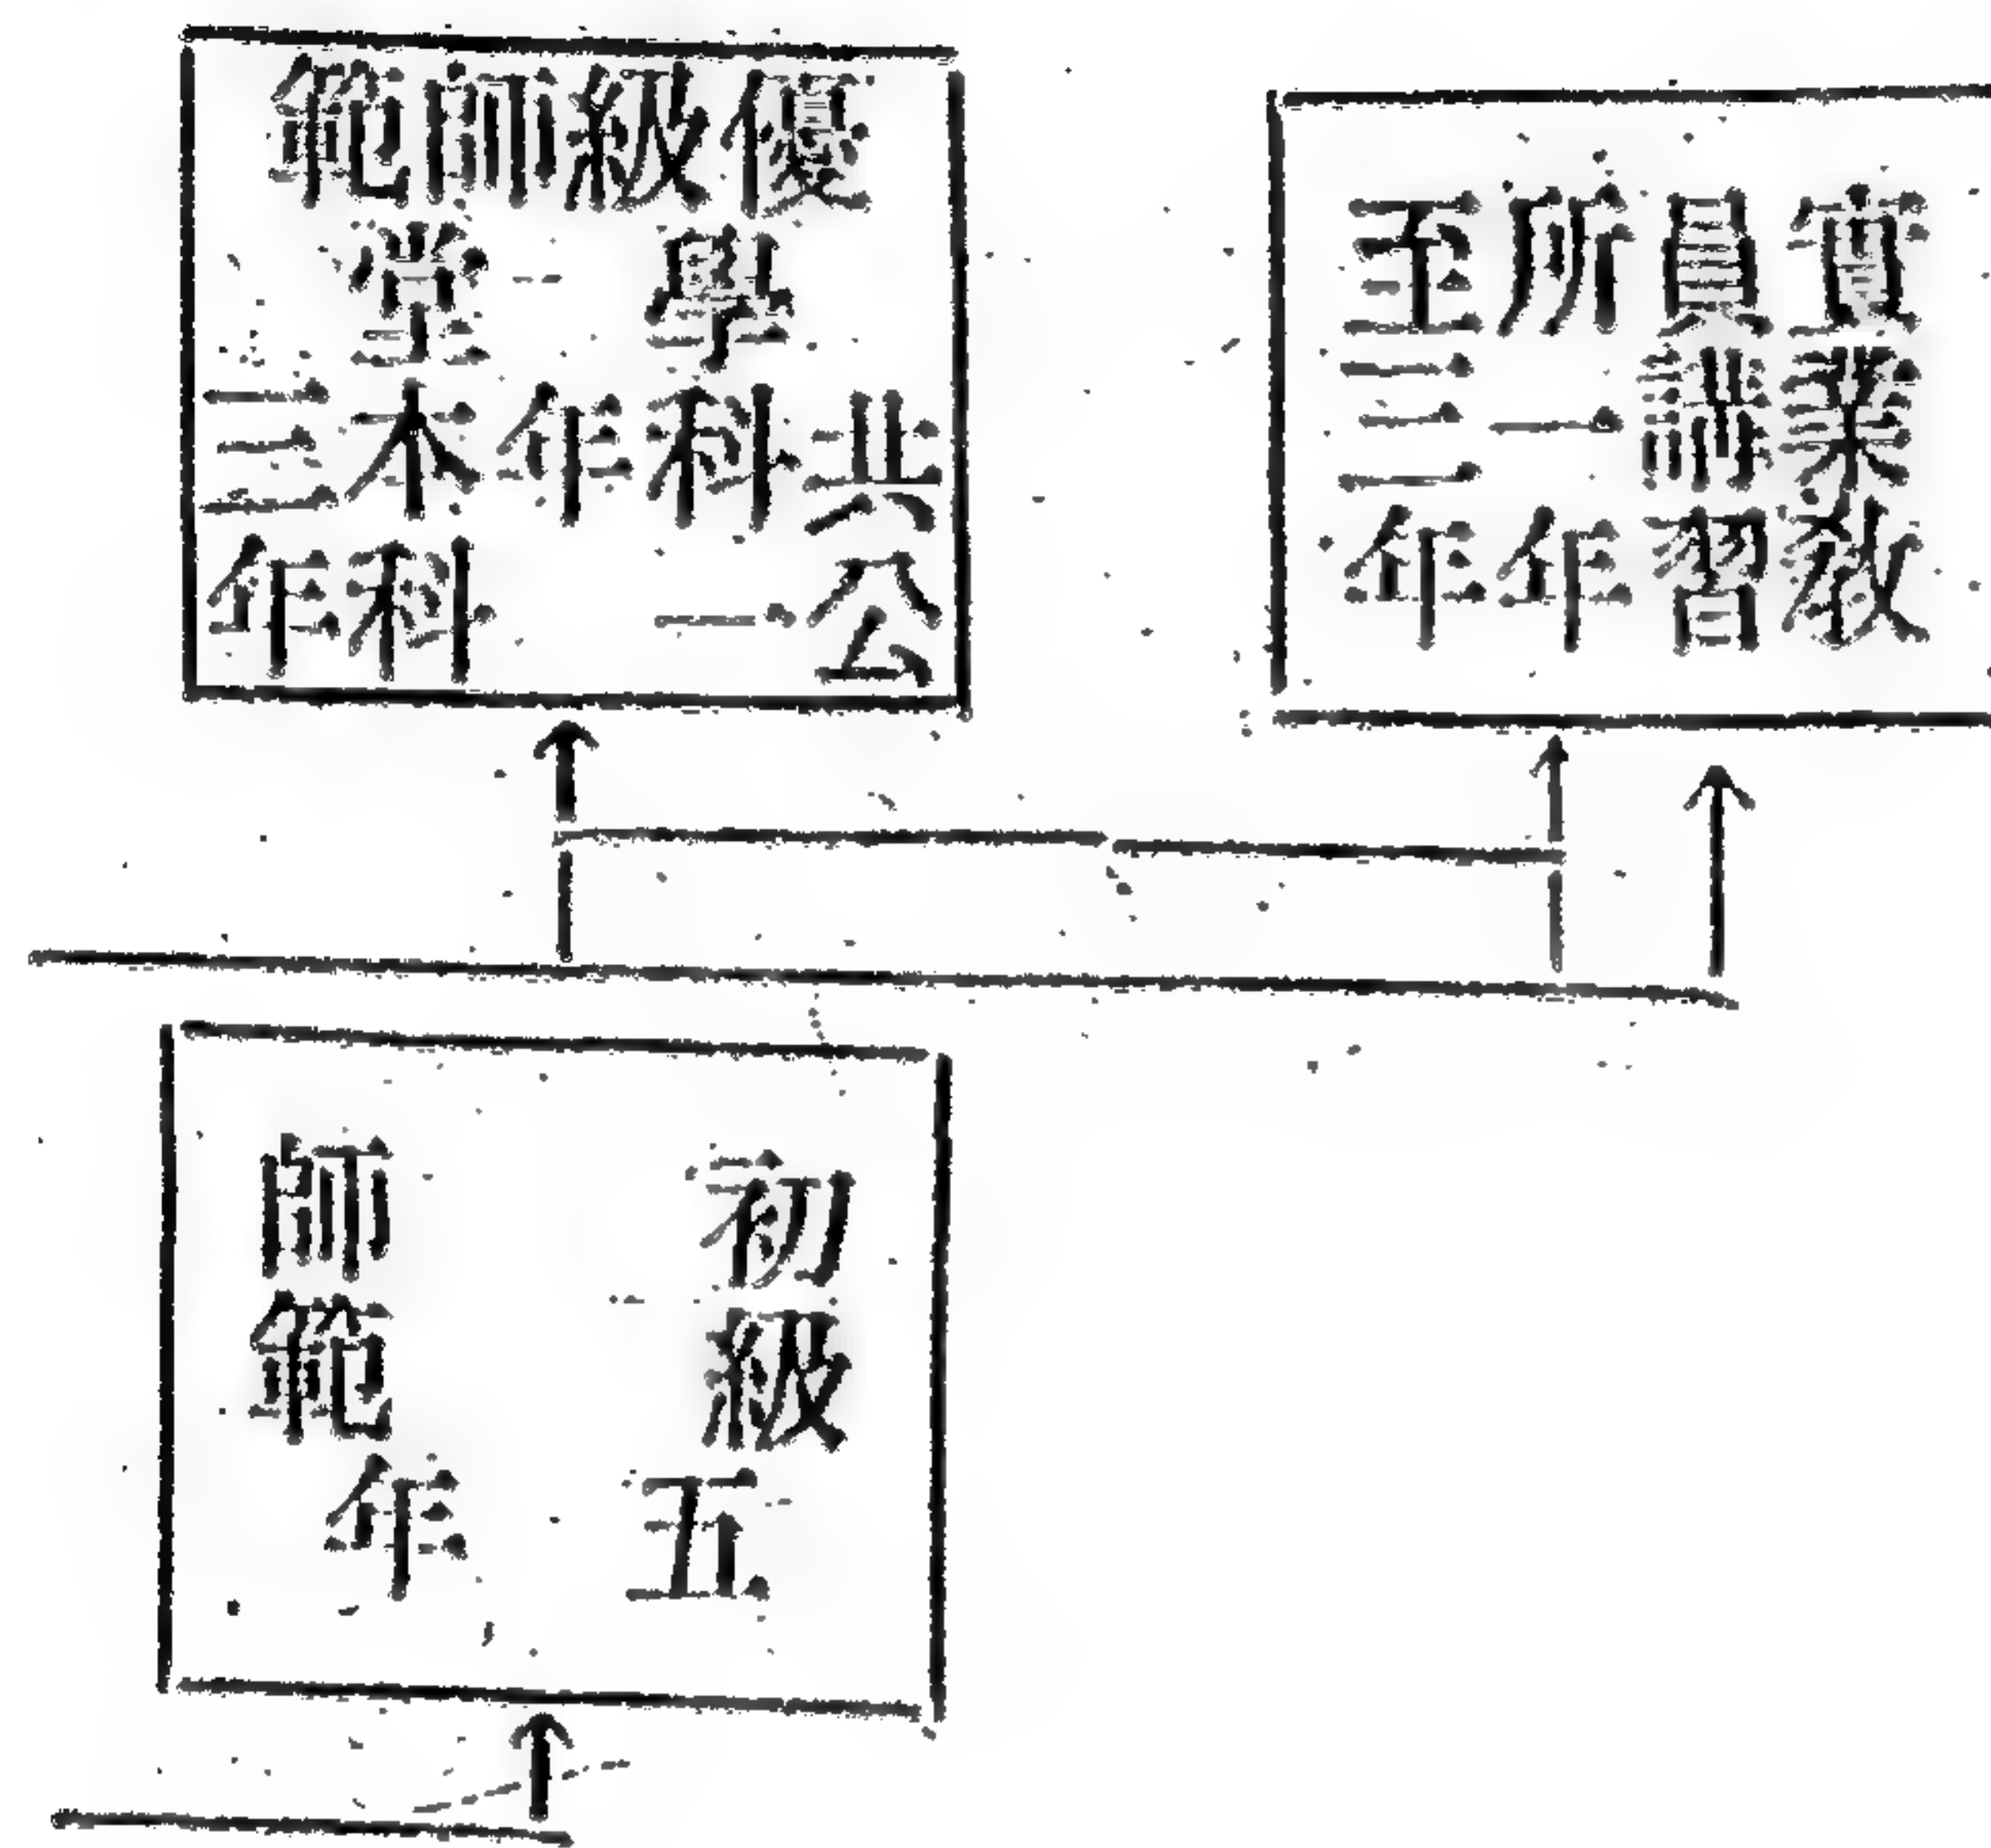 實業教
員講習
所一年
至三年
優級師範
學堂
共公科一年
本科三年
初級
師範
五年